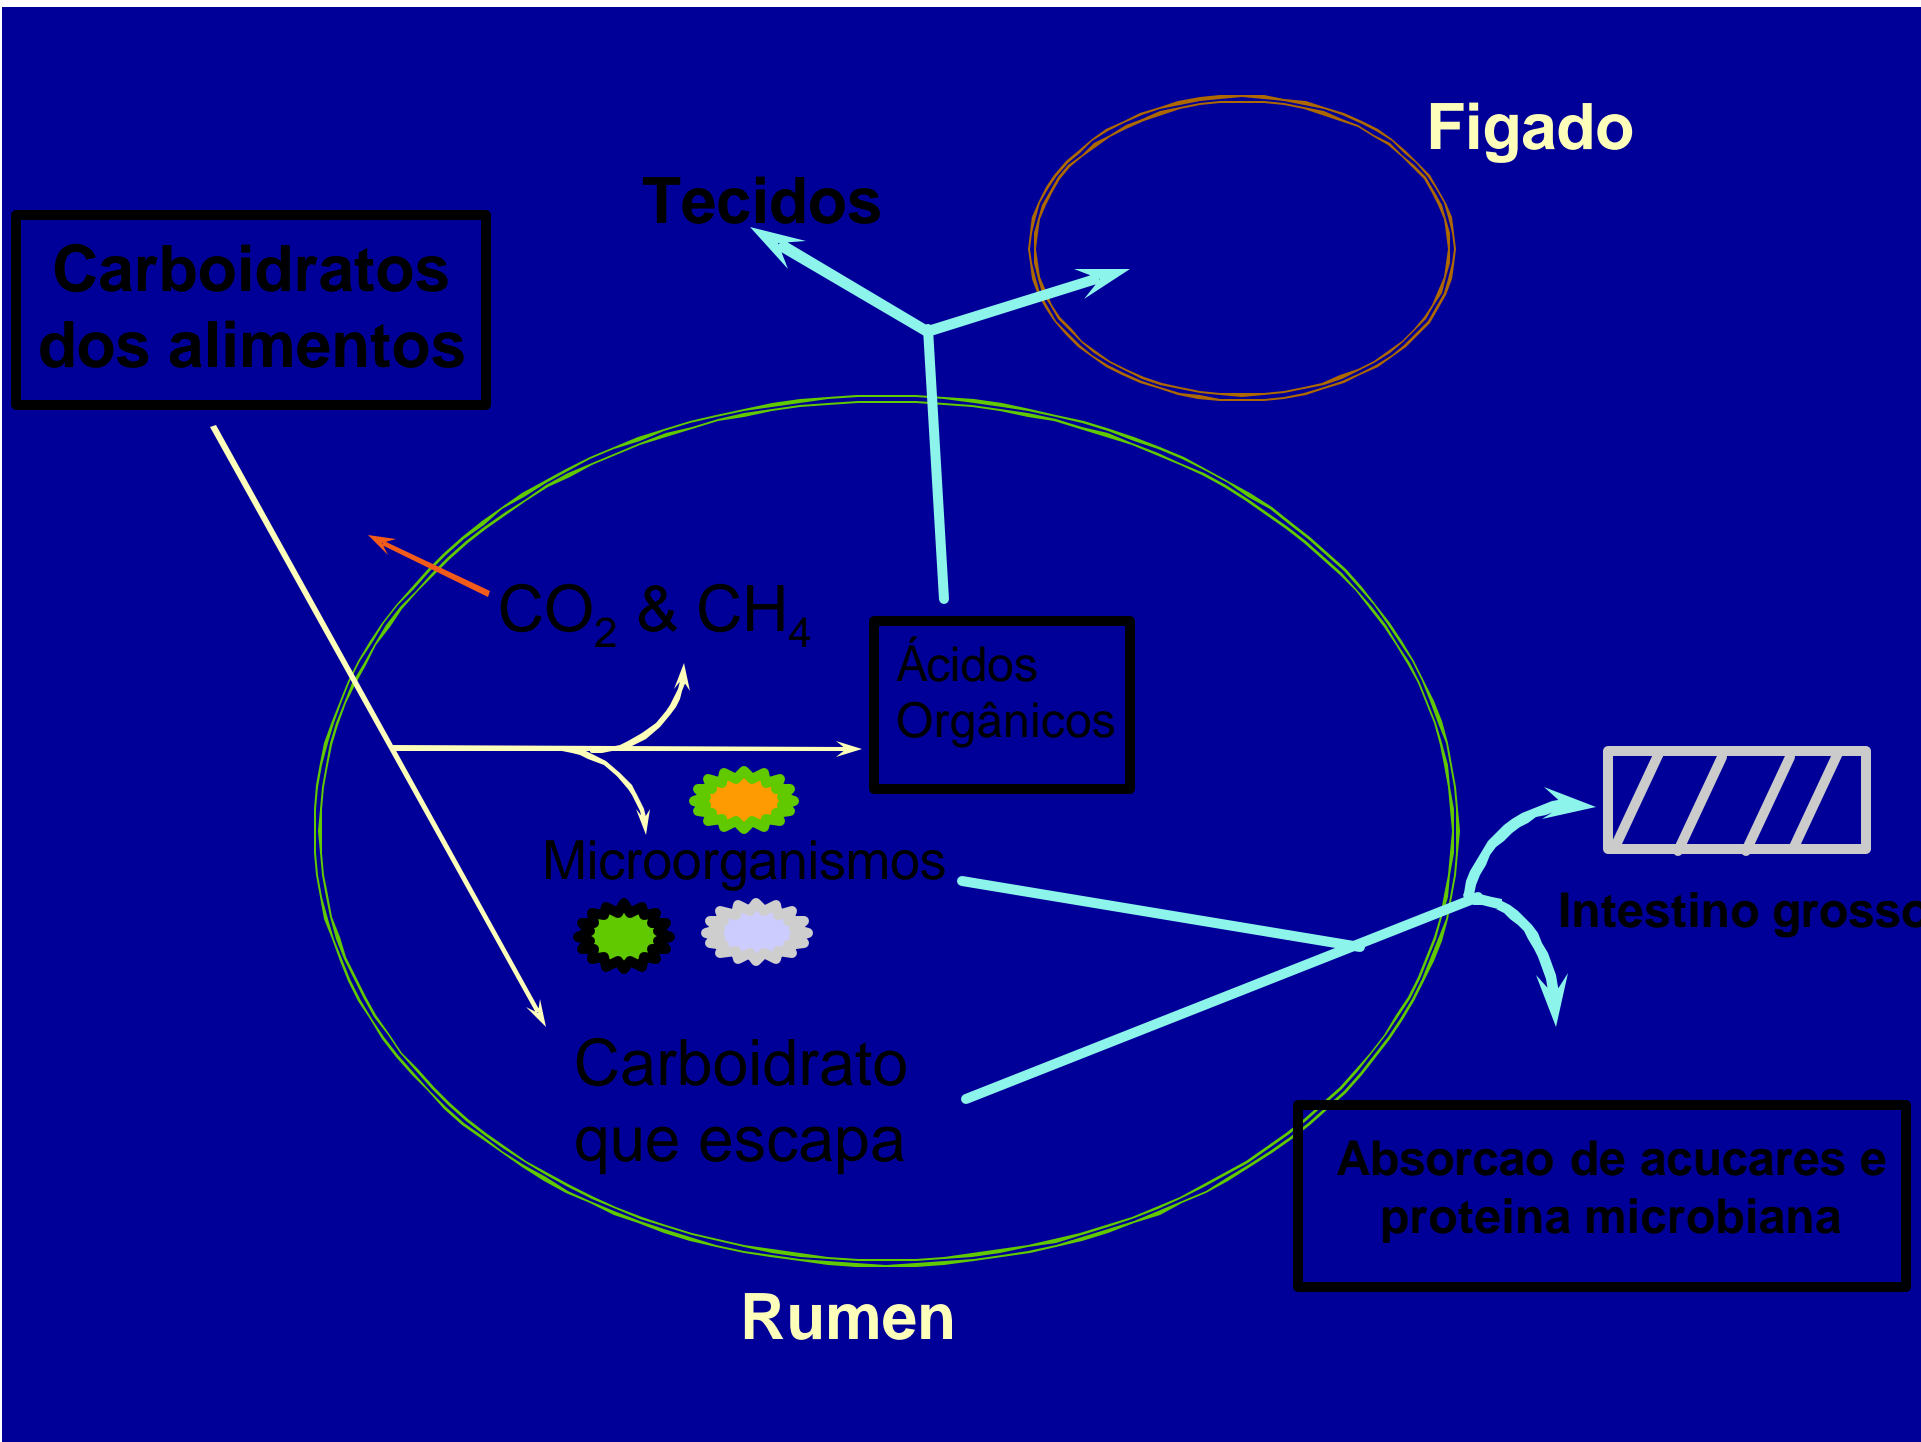 Figado
Tecidos
Carboidratos
dos alimentos
CO₂ & CH₄
Ácidos
Orgânicos
Microorganismos
Intestino grosso
Carboidrato
que escapa
Absorcao de acucares e
proteina microbiana
Rumen